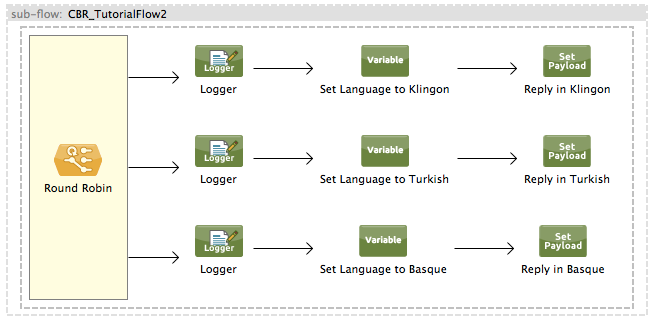 sub-flow: CBR_TutorialFlow2
Logger Variable Set Payload
Logger Set Language to Klingon Reply in Klingon
Round Robin
Logger Variable Set Payload
Logger Set Language to Turkish Reply in Turkish
Logger Variable Set Payload
Logger Set Language to Basque Reply in Basque